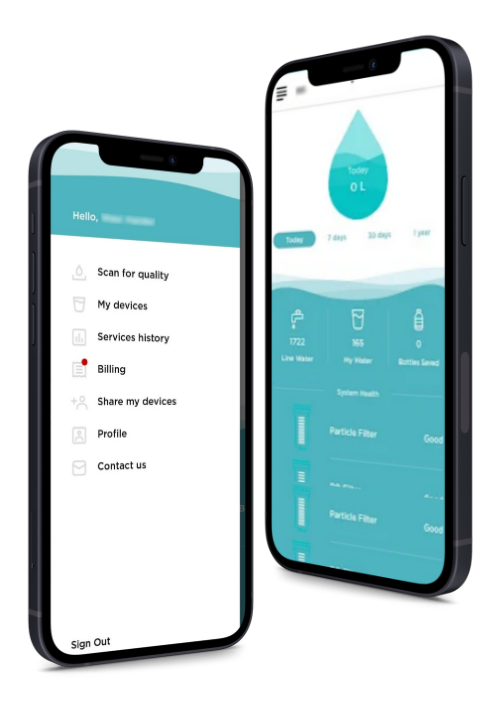 Hello,
Scan for quality
My devices
Services history
Billing
Share my devices
Profile
Contact us
Sign Out
Today
0 L
Today
7 days
30 days
1 year
1722
Line Water
165
My Water
0
Bottles Saved
System Health
Particle Filter
Good
Particle Filter
Good